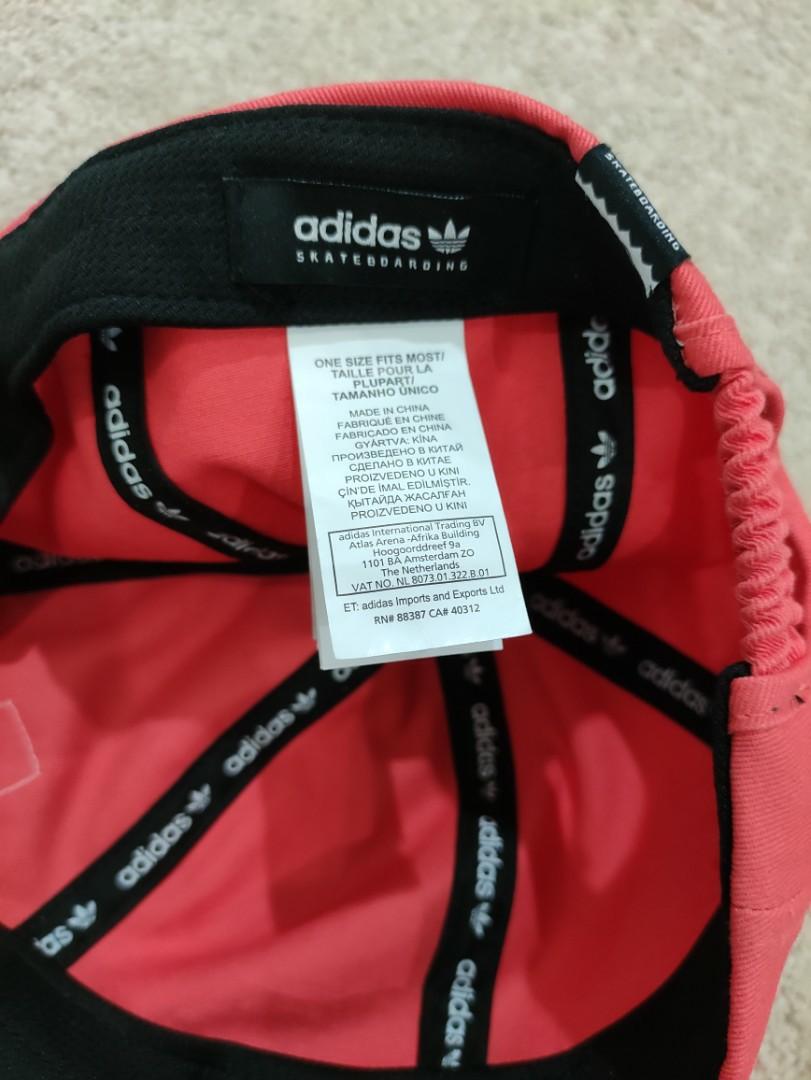 adidas
SKATEBOARDING
SKATEBOARDING
ONE SIZE FITS MOST/
TAILLE POUR LA
PLUPART/
TAMANHO ÚNICO
MADE IN CHINA
FABRIQUÉ EN CHINE
FABRICADO EN CHINA
GYÁRTVA: KÍNA
ПРОИЗВЕДЕНО В КИТАЙ
СДЕЛАНО В КИТАЕ
PROIZVEDENO U KINI
ÇİN'DE İMAL EDİLMİŞTİR.
ҚЫТАЙДА ЖАСАЛҒАН
PROIZVEDENO U KINI
adidas International Trading BV
Atlas Arena -Afrika Building
Hoogoorddreef 9a
1101 BA Amsterdam ZO
The Netherlands
VAT NO. NL 8073.01.322.B.01
ET: adidas Imports and Exports Ltd
RN# 88387 CA# 40312
adidas
adidas
adidas
adidas
adidas
adidas
adidas
adidas
adidas
adidas
adidas